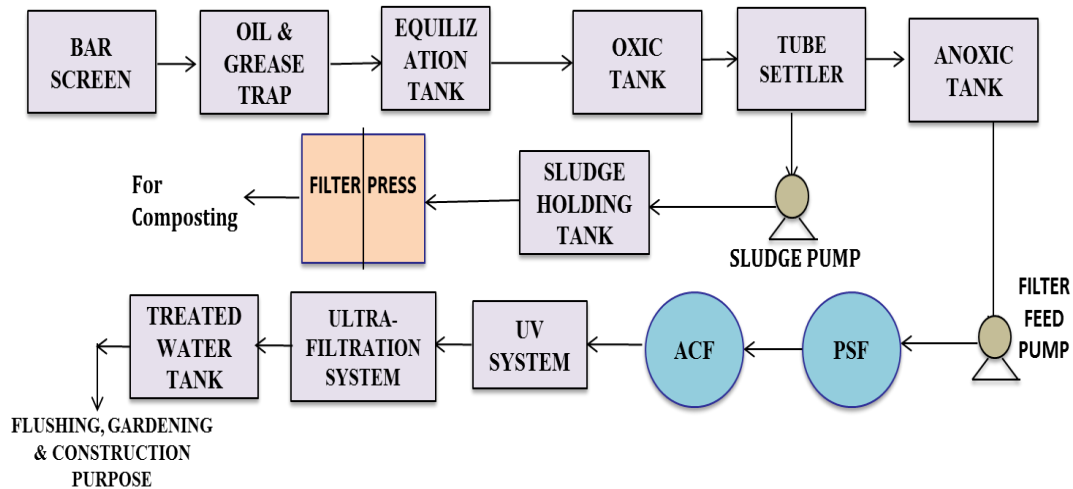 BAR
SCREEN
OIL &
GREASE
TRAP
EQUILIZ
ATION
TANK
OXIC
TANK
TUBE
SETTLER
ANOXIC
TANK
For
Composting
FILTER PRESS
SLUDGE
HOLDING
TANK
SLUDGE PUMP
FILTER
FEED
PUMP
TREATED
WATER
TANK
ULTRA-
FILTRATION
SYSTEM
UV
SYSTEM
ACF
PSF
FLUSHING, GARDENING
& CONSTRUCTION
PURPOSE